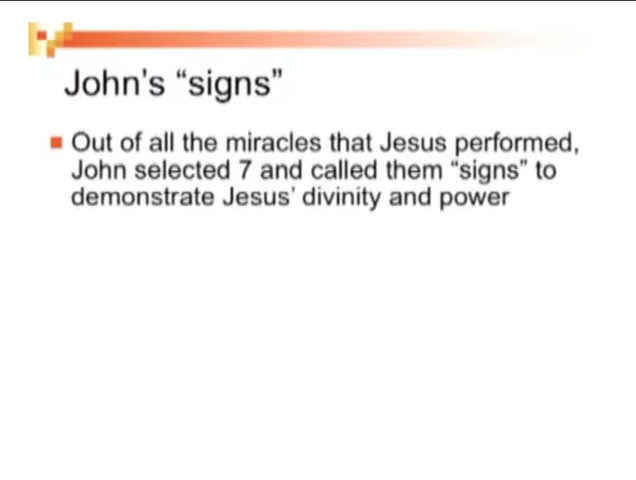 John's “signs”
Out of all the miracles that Jesus performed,
John selected 7 and called them “signs” to
demonstrate Jesus' divinity and power